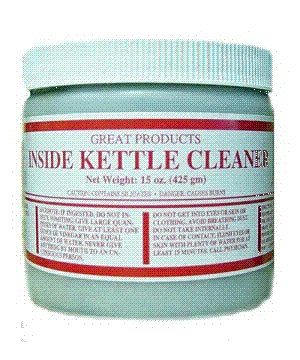 GREAT PRODUCTS
INSIDE KETTLE CLEANER
Net Weight: 15 oz. (425 gm)
CAUTION: CONTAINS SILICATES • DANGER, CAUSES BURNS
ANTIDOTE: IF INGESTED, DO NOT IN-
DUCE VOMITING. GIVE LARGE QUAN-
TITIES OF WATER. GIVE AT LEAST ONE
OUNCE OF VINEGAR IN AN EQUAL
AMOUNT OF WATER. NEVER GIVE
ANYTHING BY MOUTH TO AN UN-
CONSCIOUS PERSON.
DO NOT GET INTO EYES OR SKIN OR
CLOTHING. AVOID BREATHING DUST.
DO NOT TAKE INTERNALLY.
IN CASE OF CONTACT, FLUSH EYES OR
SKIN WITH PLENTY OF WATER FOR AT
LEAST 15 MINUTES. CALL PHYSICIAN.